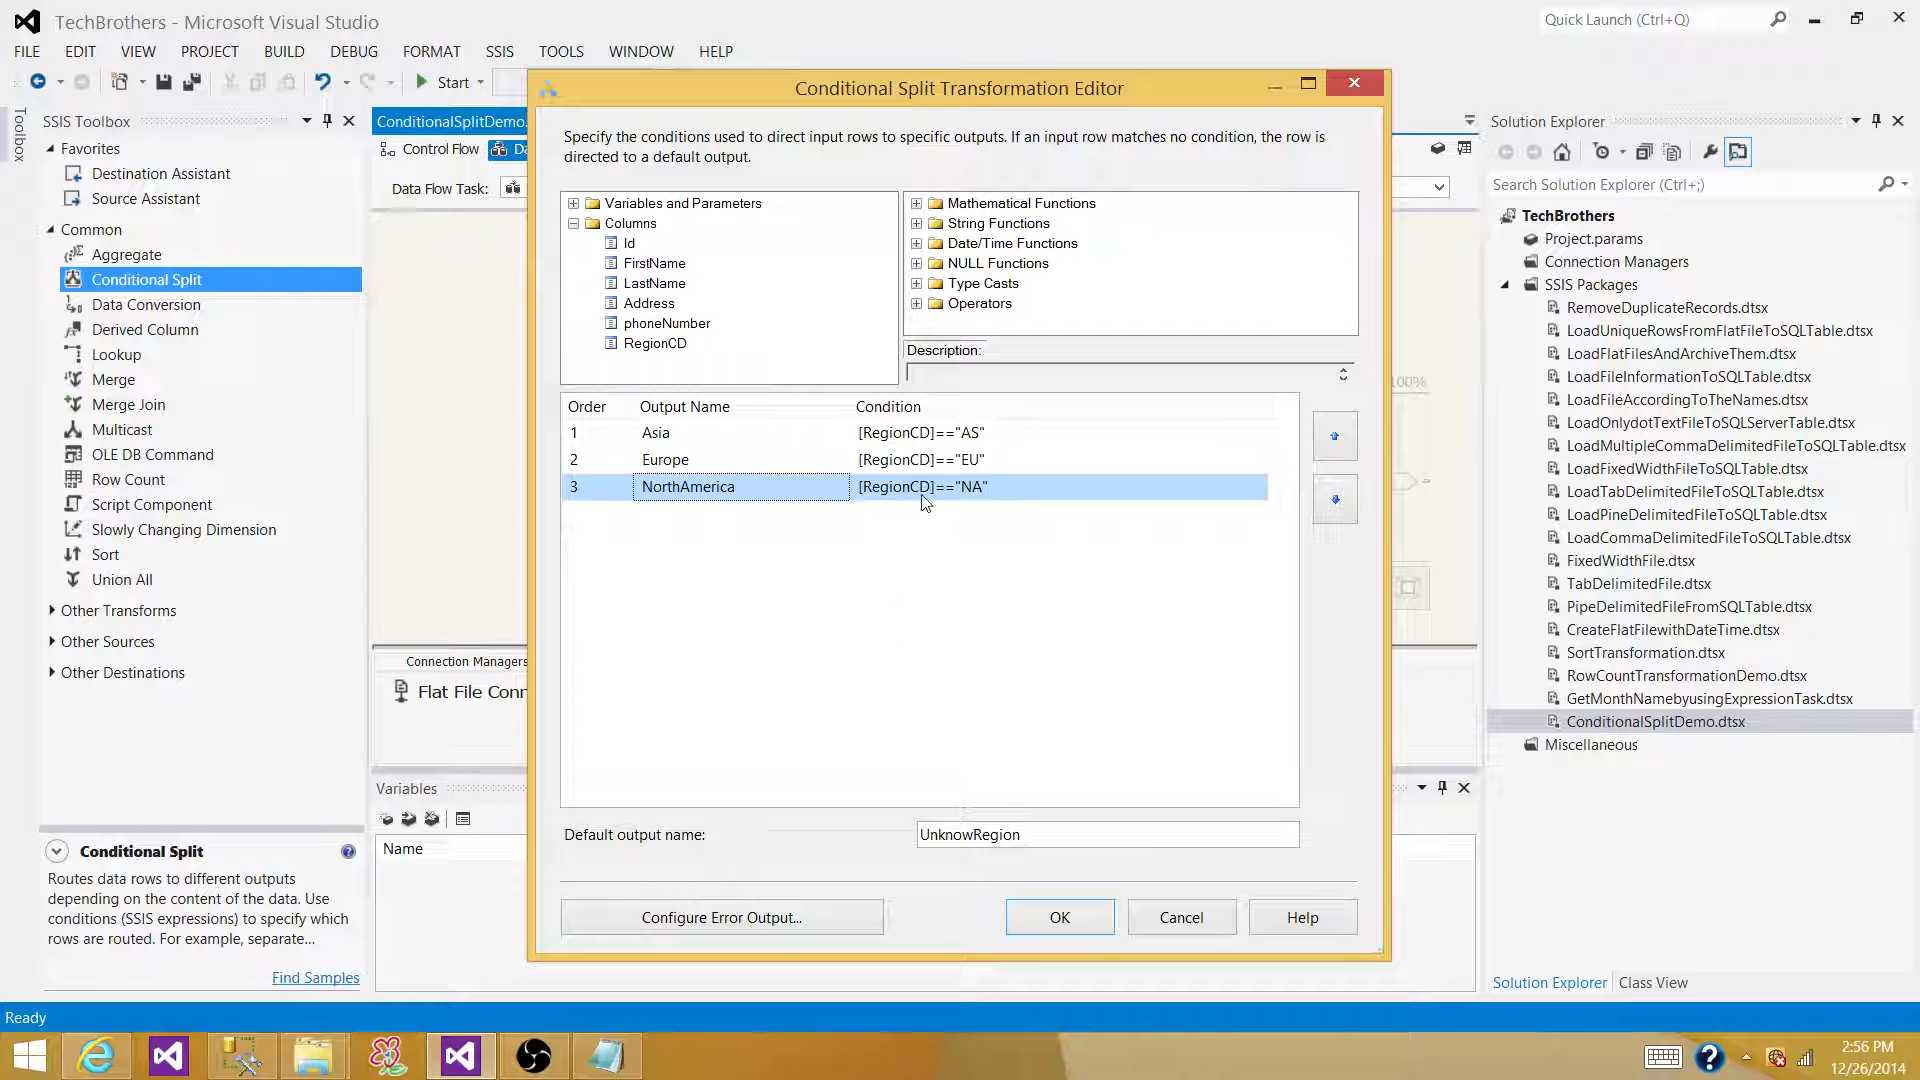 TechBrothers - Microsoft Visual Studio
Quick Launch (Ctrl+Q)
FILE EDIT VIEW PROJECT BUILD DEBUG FORMAT SSIS TOOLS WINDOW HELP
Start
Toolbox
SSIS Toolbox
Favorites
Destination Assistant
Source Assistant
Common
Aggregate
Conditional Split
Data Conversion
Derived Column
Lookup
Merge
Merge Join
Multicast
OLE DB Command
Row Count
Script Component
Slowly Changing Dimension
Sort
Union All
Other Transforms
Other Sources
Other Destinations
Conditional Split
Routes data rows to different outputs
depending on the content of the data. Use
conditions (SSIS expressions) to specify which
rows are routed. For example, separate...
Find Samples
ConditionalSplitDemo.
Control Flow
Da
Data Flow Task:
100%
Connection Managers
Flat File Conn
Variables
Name
Conditional Split Transformation Editor
Specify the conditions used to direct input rows to specific outputs. If an input row matches no condition, the row is
directed to a default output.
Variables and Parameters
Columns
Id
FirstName
LastName
Address
phoneNumber
RegionCD
Mathematical Functions
String Functions
Date/Time Functions
NULL Functions
Type Casts
Operators
Description:
Order Output Name Condition
1 Asia [RegionCD]=="AS"
2 Europe [RegionCD]=="EU"
3 NorthAmerica [RegionCD]=="NA"
Default output name: UnknowRegion
Configure Error Output... OK Cancel Help
Solution Explorer
Search Solution Explorer (Ctrl+;)
TechBrothers
Project.params
Connection Managers
SSIS Packages
RemoveDuplicateRecords.dtsx
LoadUniqueRowsFromFlatFileToSQLTable.dtsx
LoadFlatFilesAndArchiveThem.dtsx
LoadFileInformationToSQLTable.dtsx
LoadFileAccordingToTheNames.dtsx
LoadOnlydotTextFileToSQLServerTable.dtsx
LoadMultipleCommaDelimitedFileToSQLTable.dtsx
LoadFixedWidthFileToSQLTable.dtsx
LoadTabDelimitedFileToSQLTable.dtsx
LoadPineDelimitedFileToSQLTable.dtsx
LoadCommaDelimitedFileToSQLTable.dtsx
FixedWidthFile.dtsx
TabDelimitedFile.dtsx
PipeDelimitedFileFromSQLTable.dtsx
CreateFlatFilewithDateTime.dtsx
SortTransformation.dtsx
RowCountTransformationDemo.dtsx
GetMonthNamebyusingExpressionTask.dtsx
ConditionalSplitDemo.dtsx
Miscellaneous
Solution Explorer Class View
Ready
2:56 PM
12/26/2014